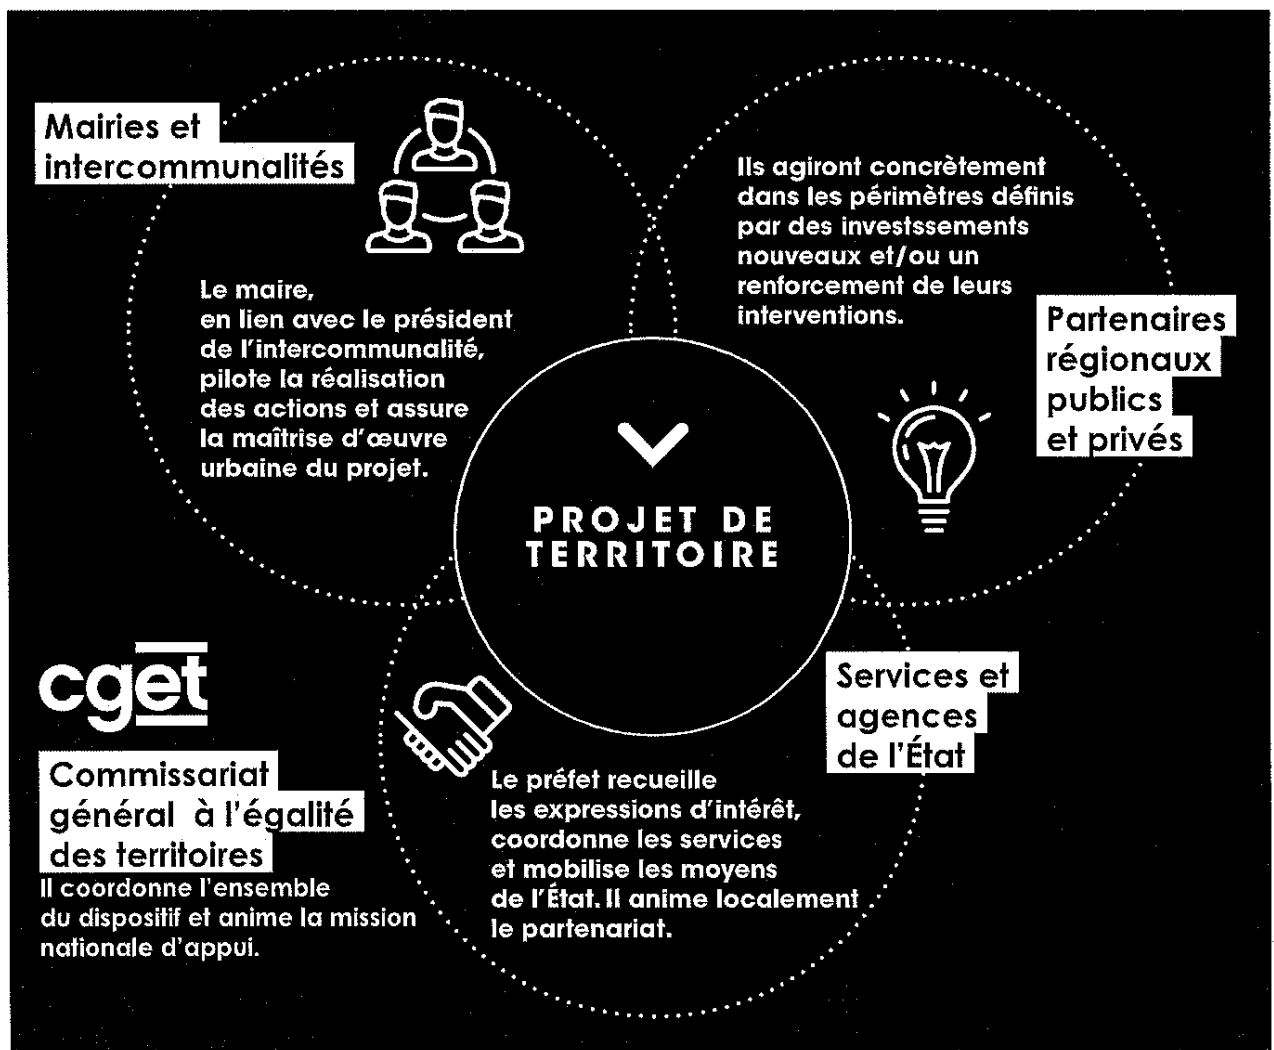 Mairies et
intercommunalités
Le maire,
en lien avec le président
de l'intercommunalité,
pilote la réalisation
des actions et assure
la maîtrise d'œuvre
urbaine du projet.
Ils agiront concrètement
dans les périmètres définis
par des investssements
nouveaux et/ou un
renforcement de leurs
interventions.
Partenaires
régionaux
publics
et privés
PROJET DE
TERRITOIRE
cget
Commissariat
général à l'égalité
des territoires
Il coordonne l'ensemble
du dispositif et anime la mission
nationale d'appui.
Services et
agences
de l'État
Le préfet recueille
les expressions d'intérêt,
coordonne les services
et mobilise les moyens
de l'État. Il anime localement
le partenariat.